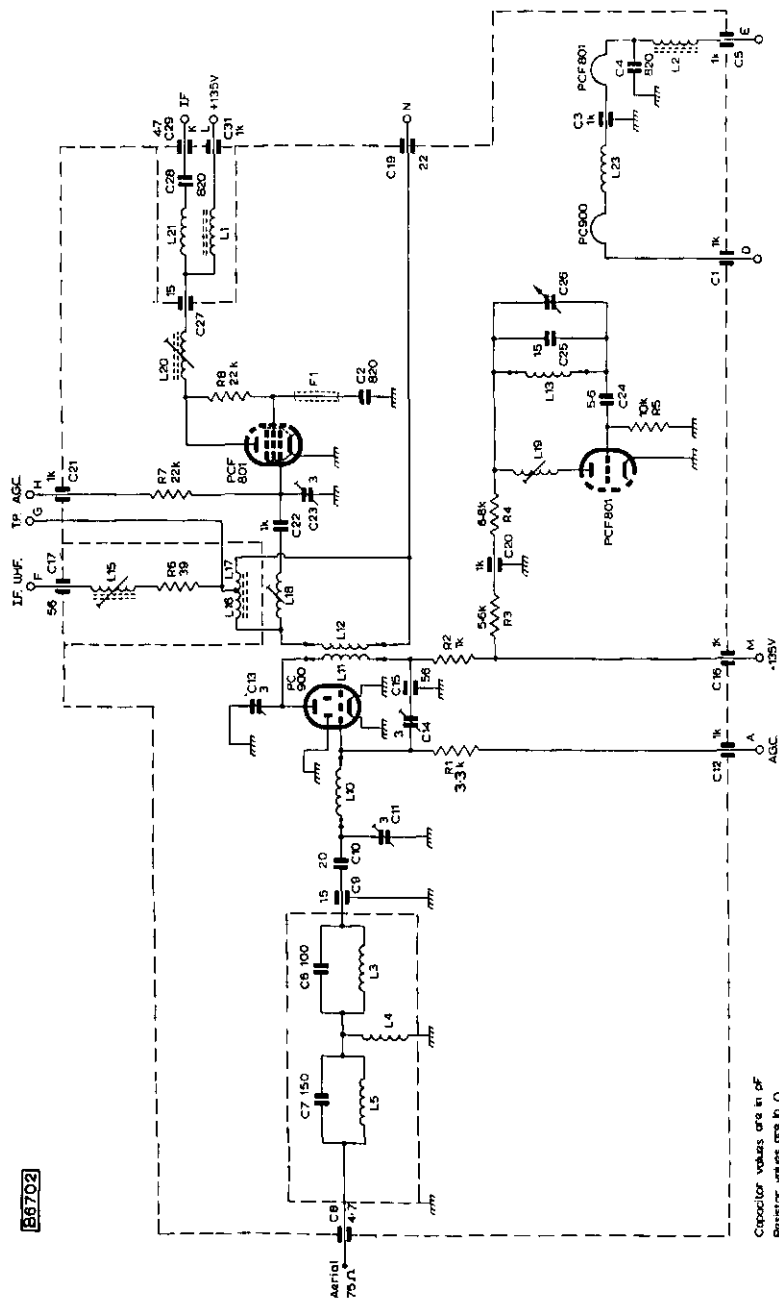 B6702
Aerial
75Ω
C8
4·7
C7 150
L5
L4
C6 100
L3
15
C9
20
C10
3
C11
L10
R1
3·3k
C12
1k
A
AGC.
C13
3
PC
900
L11
L12
3
C14
C15
56
R2
1k
C16
1k
M
+135V
R3
5·6k
1k
C20
R4
6·8k
L19
PCF801
R5
10k
C24
5·6
L13
C25
15
C26
I.F. U.H.F.
F
56
C17
L15
R6
39
L16
L17
L18
T.P.
G
AGC.
H
1k
C21
R7
22k
1k
C22
C23
3
PCF
801
R8
22k
F1
C2
820
L20
15
C27
L21
L1
C28
820
4·7
C29
K
I.F
L
+135V
C31
1k
C19
22
N
PC900
L23
C3
1k
PCF801
C4
820
L2
C1
1k
D
1k
C5
E
Capacitor values are in pF
Resistor values are in Ω